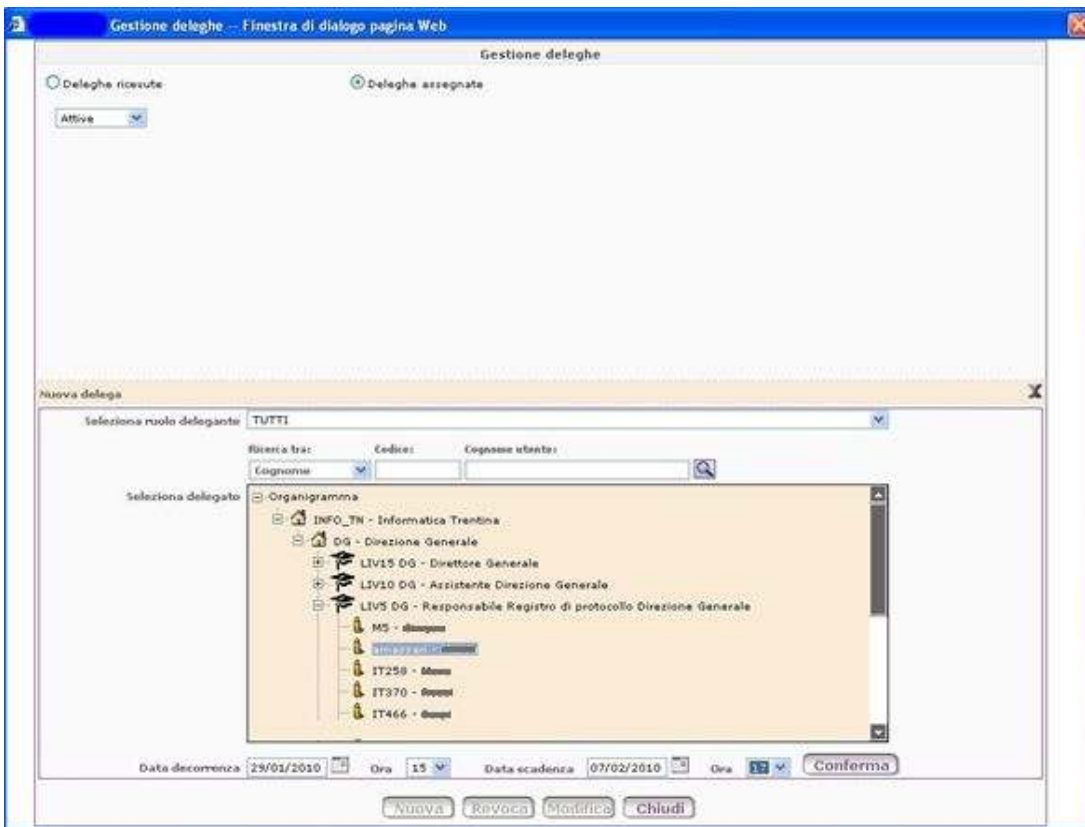 Gestione deleghe -- Finestra di dialogo pagina Web
Gestione deleghe
Deleghe ricevute
Deleghe assegnate
Attive
Nuova delega
X
Seleziona ruolo delegante TUTTI
Ricerca tra: Codice: Cognome utente:
Cognome
Seleziona delegato
Organigramma
INFO_TN - Informatica Trentina
DG - Direzione Generale
LIV15 DG - Direttore Generale
LIV10 DG - Assistente Direzione Generale
LIV5 DG - Responsabile Registro di protocollo Direzione Generale
M5 -
IT258 -
IT370 -
IT466 -
Data decorrenza 29/01/2010 Ora 15 Data scadenza 07/02/2010 Ora 17 Conferma
Nuova Revoca Modifica Chiudi